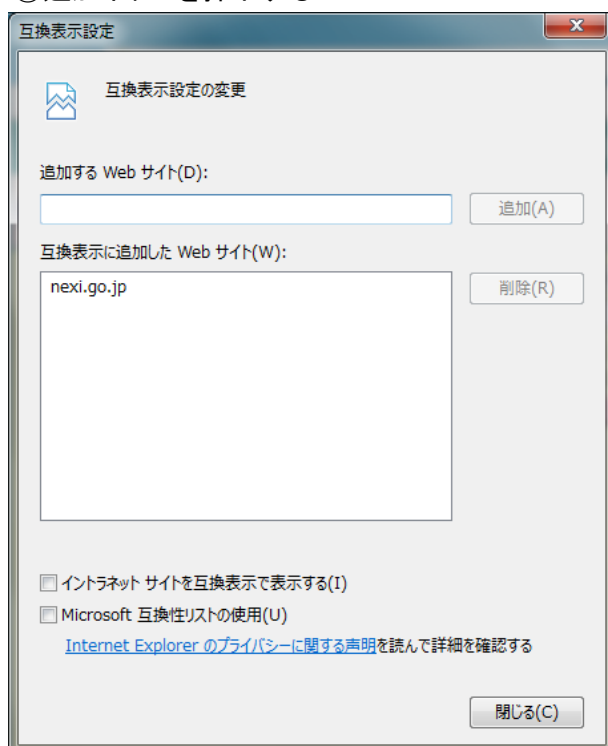 互換表示設定
互換表示設定の変更
追加する Web サイト(D):
追加(A)
互換表示に追加した Web サイト(W):
nexi.go.jp
削除(R)
イントラネット サイトを互換表示で表示する(I)
Microsoft 互換性リストの使用(U)
Internet Explorer のプライバシーに関する声明を読んで詳細を確認する
閉じる(C)